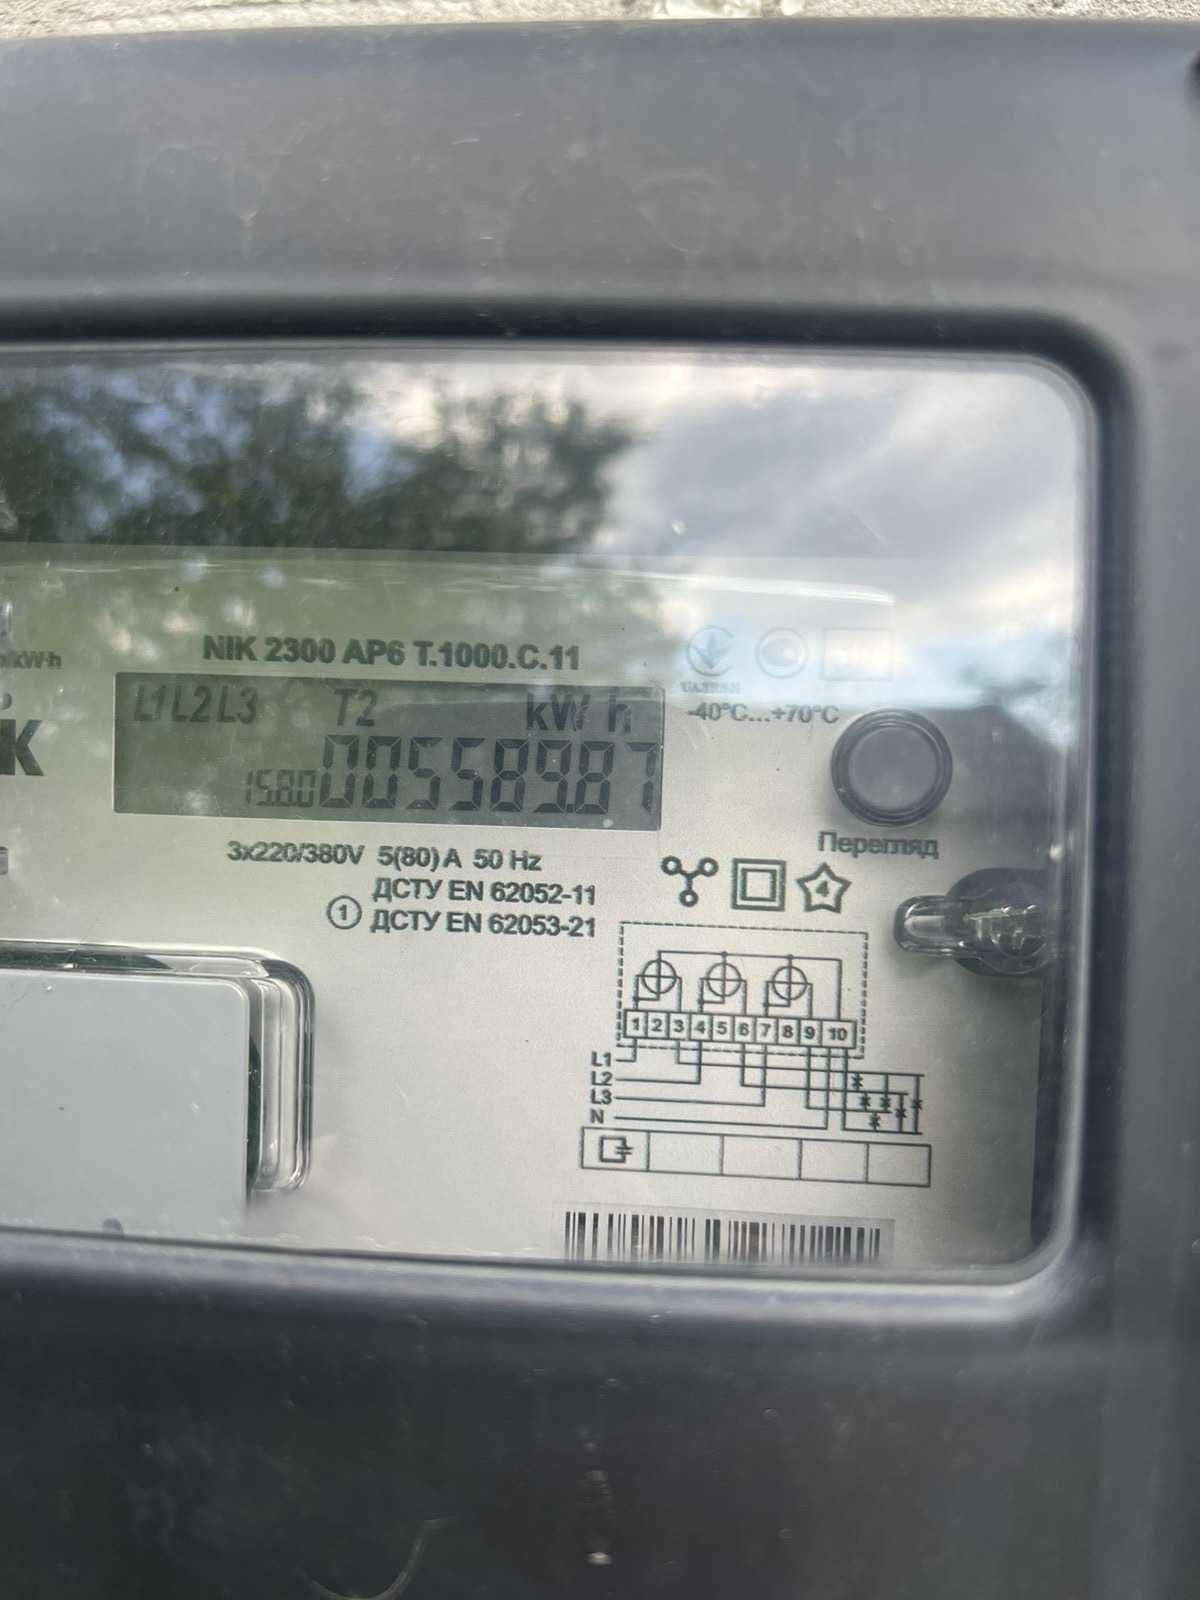 NIK 2300 AP6 T.1000.C.11
L1L2L3 T2 kW h
15.8.0 005589.87
-40°C...+70°C
Перегляд
3x220/380V 5(80)A 50 Hz
ДСТУ EN 62052-11
1 ДСТУ EN 62053-21
4
1 2 3 4 5 6 7 8 9 10
L1
L2
L3
N